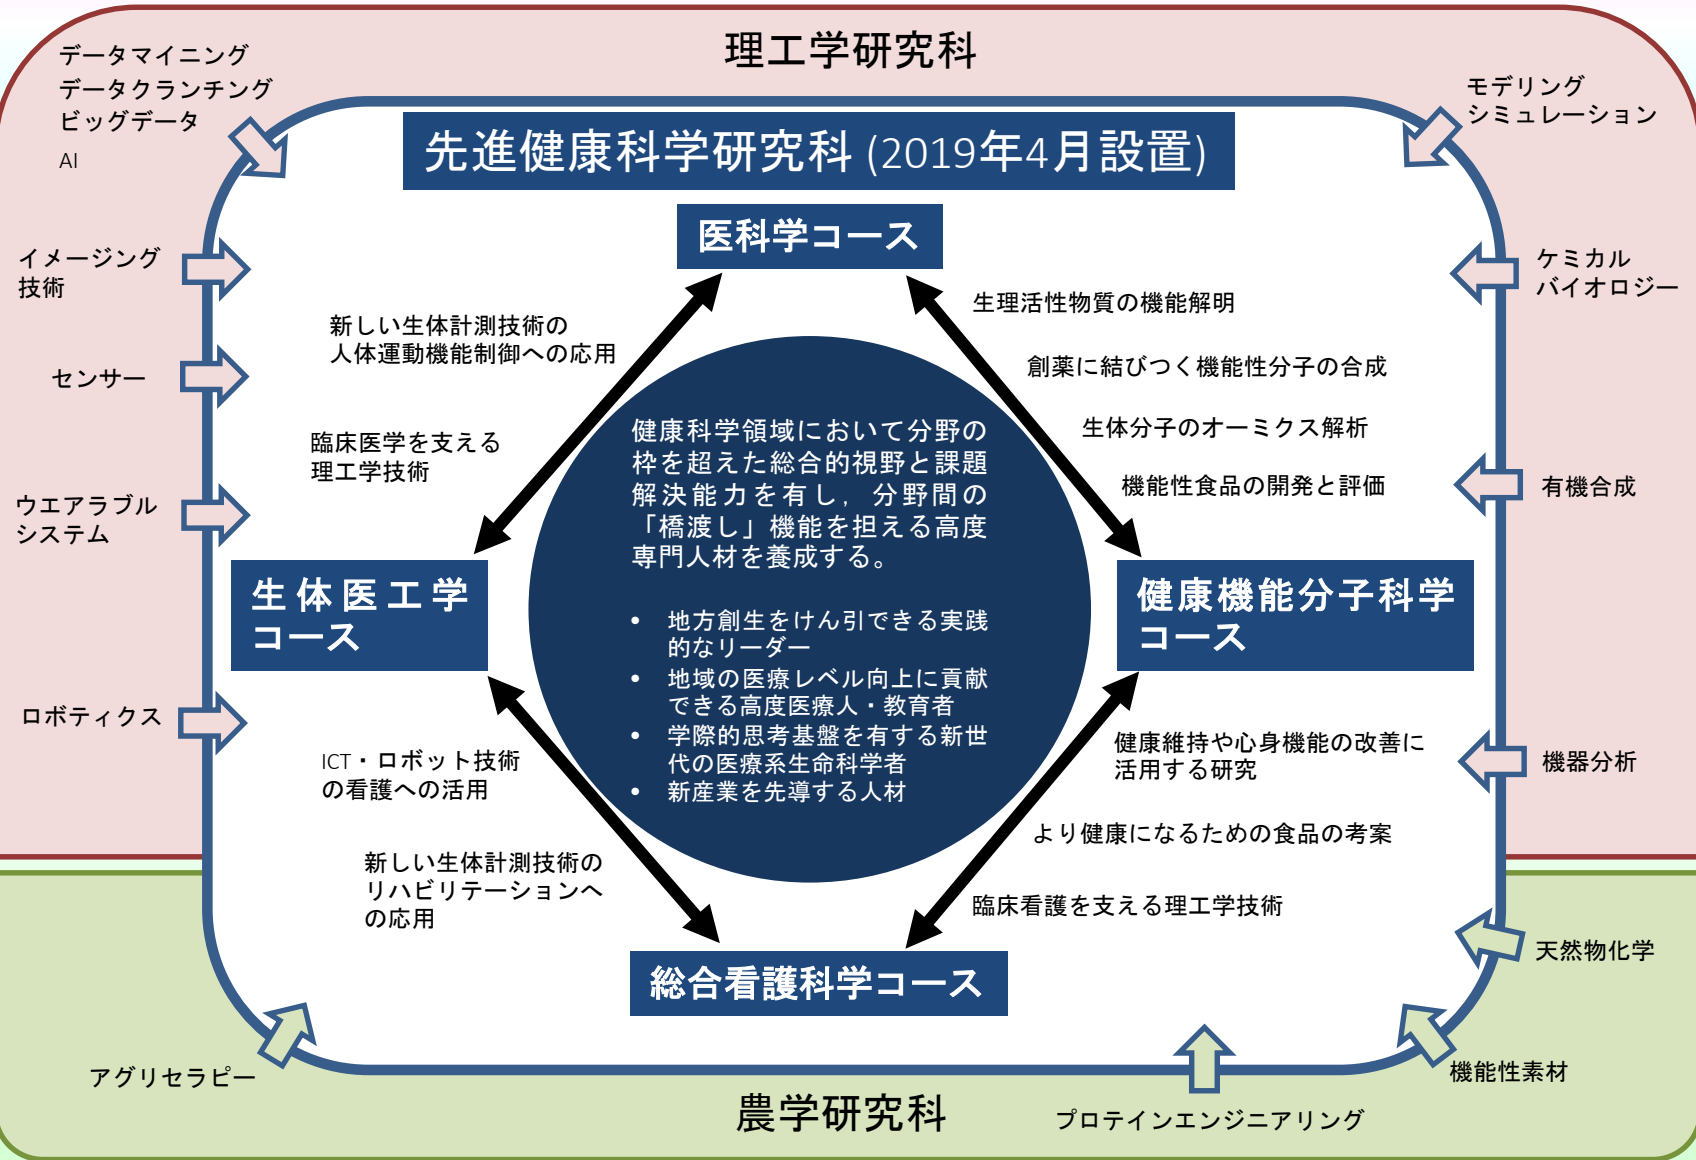 理工学研究科
データマイニング
データクランチング
ビッグデータ
AI
モデリング
シミュレーション
先進健康科学研究科 (2019年4月設置)
医科学コース
イメージング
技術
ケミカル
バイオロジー
新しい生体計測技術の
人体運動機能制御への応用
生理活性物質の機能解明
創薬に結びつく機能性分子の合成
センサー
臨床医学を支える
理工学技術
生体分子のオーミクス解析
機能性食品の開発と評価
ウエアラブル
システム
有機合成
健康科学領域において分野の
枠を超えた総合的視野と課題
解決能力を有し，分野間の
「橋渡し」機能を担える高度
専門人材を養成する。
• 地方創生をけん引できる実践
的なリーダー
• 地域の医療レベル向上に貢献
できる高度医療人・教育者
• 学際的思考基盤を有する新世
代の医療系生命科学者
• 新産業を先導する人材
生体医工学
コース
健康機能分子科学
コース
ロボティクス
ICT・ロボット技術
の看護への活用
健康維持や心身機能の改善に
活用する研究
機器分析
より健康になるための食品の考案
新しい生体計測技術の
リハビリテーションへ
の応用
臨床看護を支える理工学技術
総合看護科学コース
天然物化学
アグリセラピー
機能性素材
農学研究科
プロテインエンジニアリング